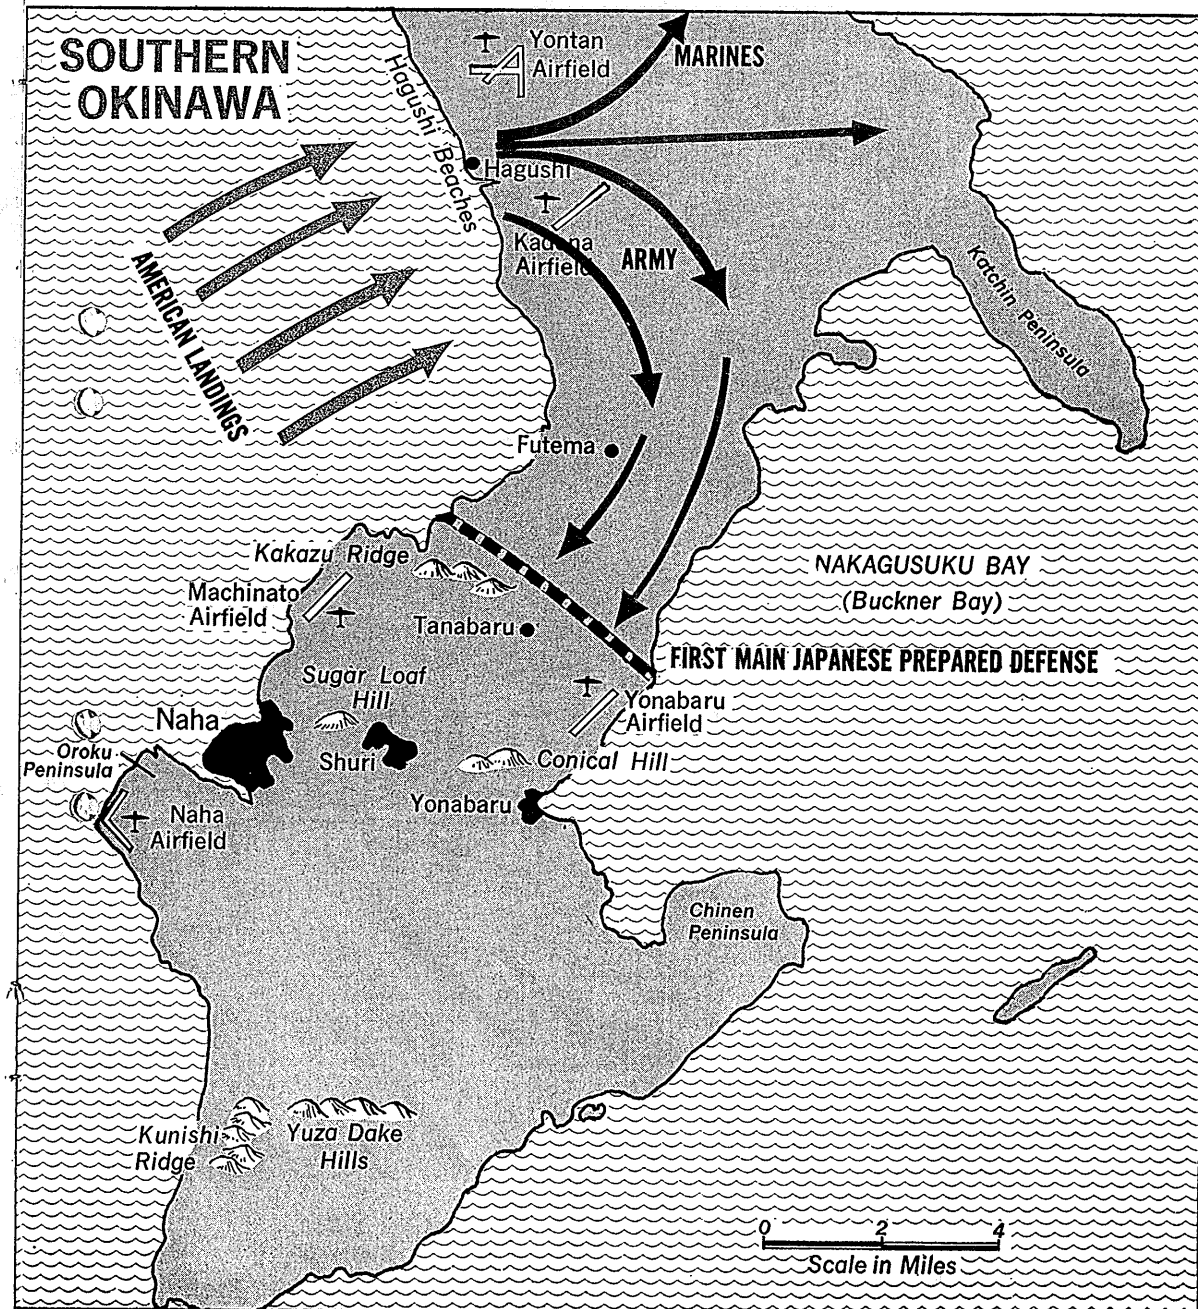 SOUTHERN
OKINAWA
Yontan
Airfield
MARINES
Hagushi Beaches
Hagushi
Kadena
Airfield
ARMY
AMERICAN LANDINGS
Katchin Peninsula
Futema
Kakazu Ridge
Machinato
Airfield
Tanabaru
NAKAGUSUKU BAY
(Buckner Bay)
FIRST MAIN JAPANESE PREPARED DEFENSE
Sugar Loaf
Hill
Yonabaru
Airfield
Naha
Shuri
Conical Hill
Oroku
Peninsula
Yonabaru
Naha
Airfield
Chinen
Peninsula
Kunishi
Ridge
Yuza Dake
Hills
0 2 4
Scale in Miles